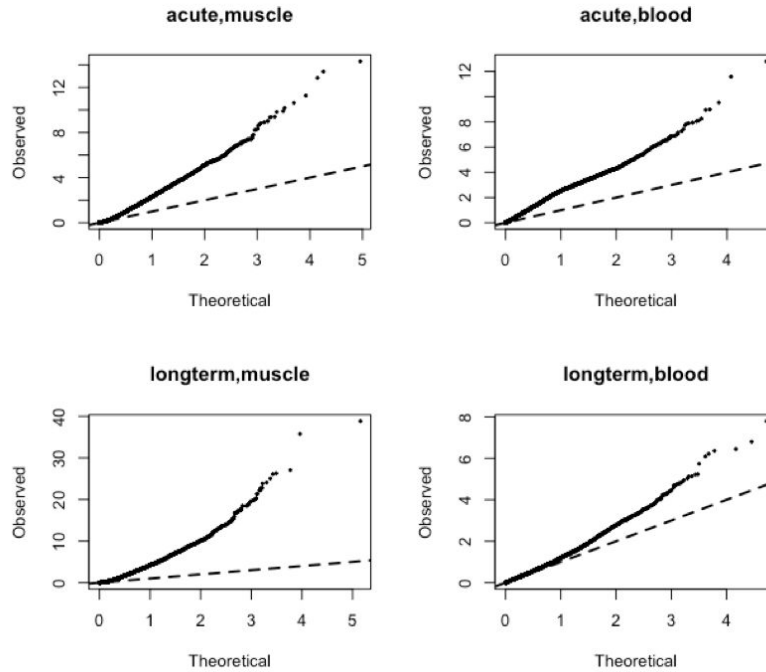 acute,muscle
Observed
0 4 8 12
0 1 2 3 4 5
Theoretical
acute,blood
Observed
0 2 4 6 8 12
0 1 2 3 4
Theoretical
longterm,muscle
Observed
0 10 20 30 40
0 1 2 3 4 5
Theoretical
longterm,blood
Observed
0 2 4 6 8
0 1 2 3 4
Theoretical